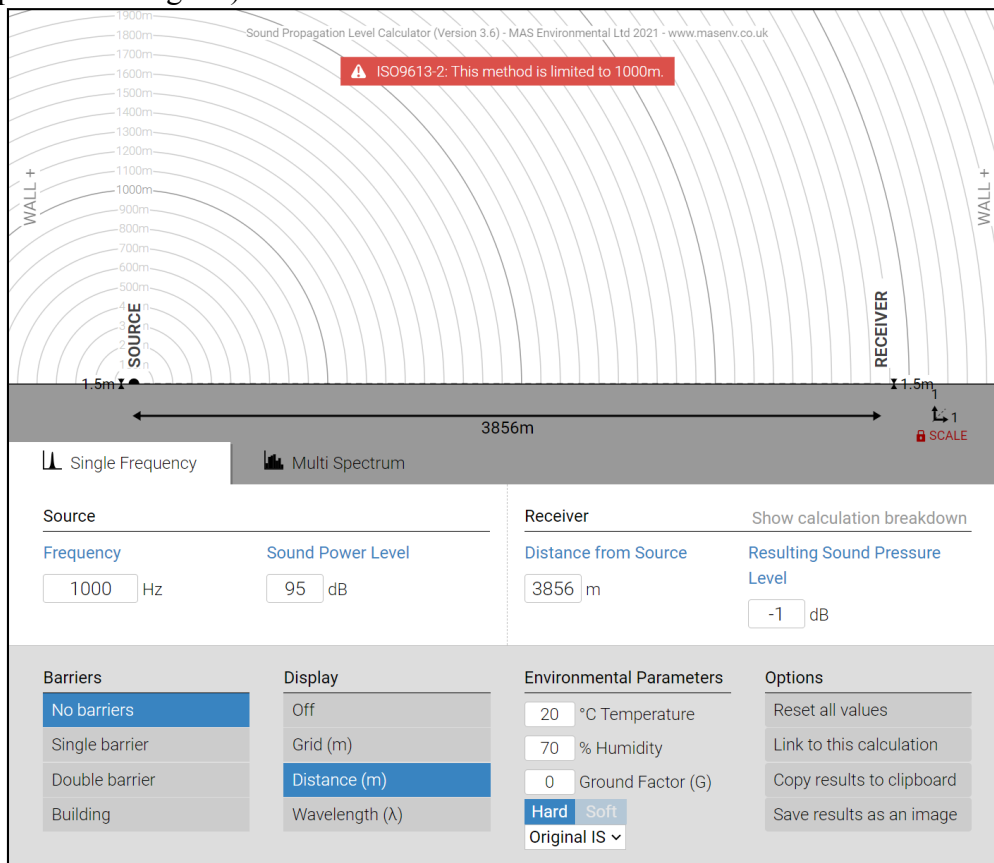 1900m
Sound Propagation Level Calculator (Version 3.6) - MAS Environmental Ltd 2021 - www.masenv.co.uk
1800m
1700m
ISO9613-2: This method is limited to 1000m.
1600m
1500m
1400m
1300m
1200m
1100m
WALL +
WALL +
1000m
900m
800m
700m
600m
500m
SOURCE
RECEIVER
1.5m
1.5m
1
1
3856m
SCALE
Single Frequency
Multi Spectrum
Source
Receiver
Show calculation breakdown
Frequency
Sound Power Level
Distance from Source
Resulting Sound Pressure
Level
1000 Hz
95 dB
3856 m
-1 dB
Barriers
Display
Environmental Parameters
Options
No barriers
Off
20 °C Temperature
Reset all values
Single barrier
Grid (m)
70 % Humidity
Link to this calculation
Double barrier
Distance (m)
0 Ground Factor (G)
Copy results to clipboard
Building
Wavelength (λ)
Hard Soft
Save results as an image
Original IS